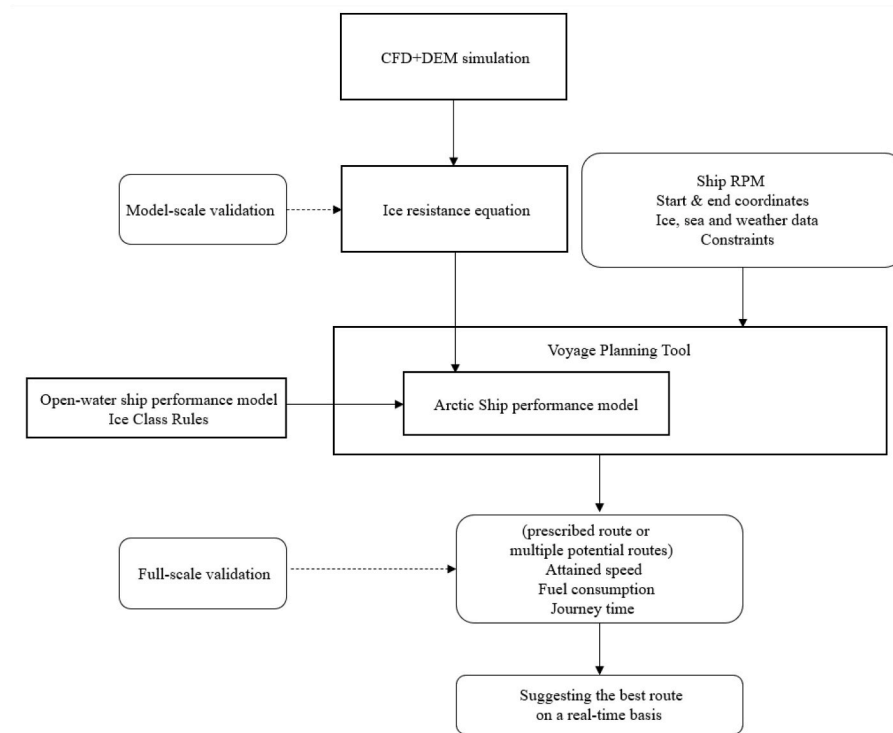 CFD+DEM simulation
Model-scale validation
Ice resistance equation
Ship RPM
Start & end coordinates
Ice, sea and weather data
Constraints
Voyage Planning Tool
Open-water ship performance model
Ice Class Rules
Arctic Ship performance model
(prescribed route or
multiple potential routes)
Attained speed
Fuel consumption
Journey time
Full-scale validation
Suggesting the best route
on a real-time basis